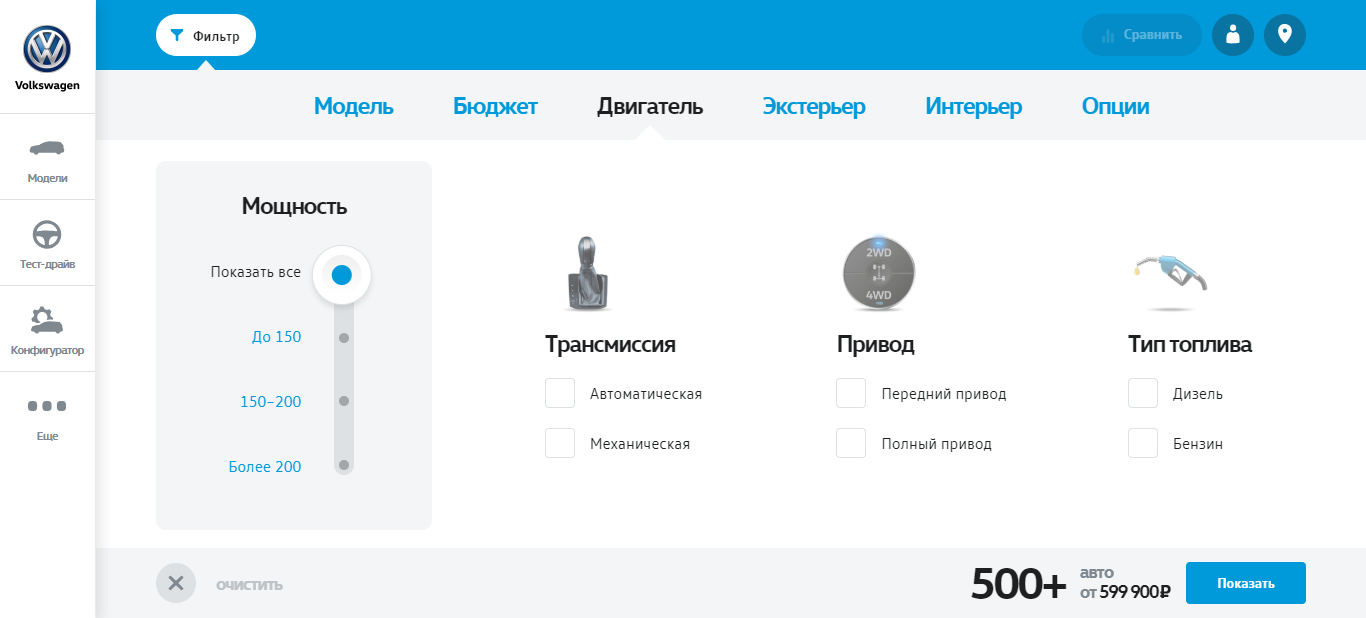 Volkswagen
Модели
Тест-драйв
Конфигуратор
Еще
Фильтр
Сравнить
Модель
Бюджет
Двигатель
Экстерьер
Интерьер
Опции
Мощность
Показать все
До 150
150–200
Более 200
2WD
4WD
Трансмиссия
Автоматическая
Механическая
Привод
Передний привод
Полный привод
Тип топлива
Дизель
Бензин
очистить
500+
авто
от 599 900₽
Показать